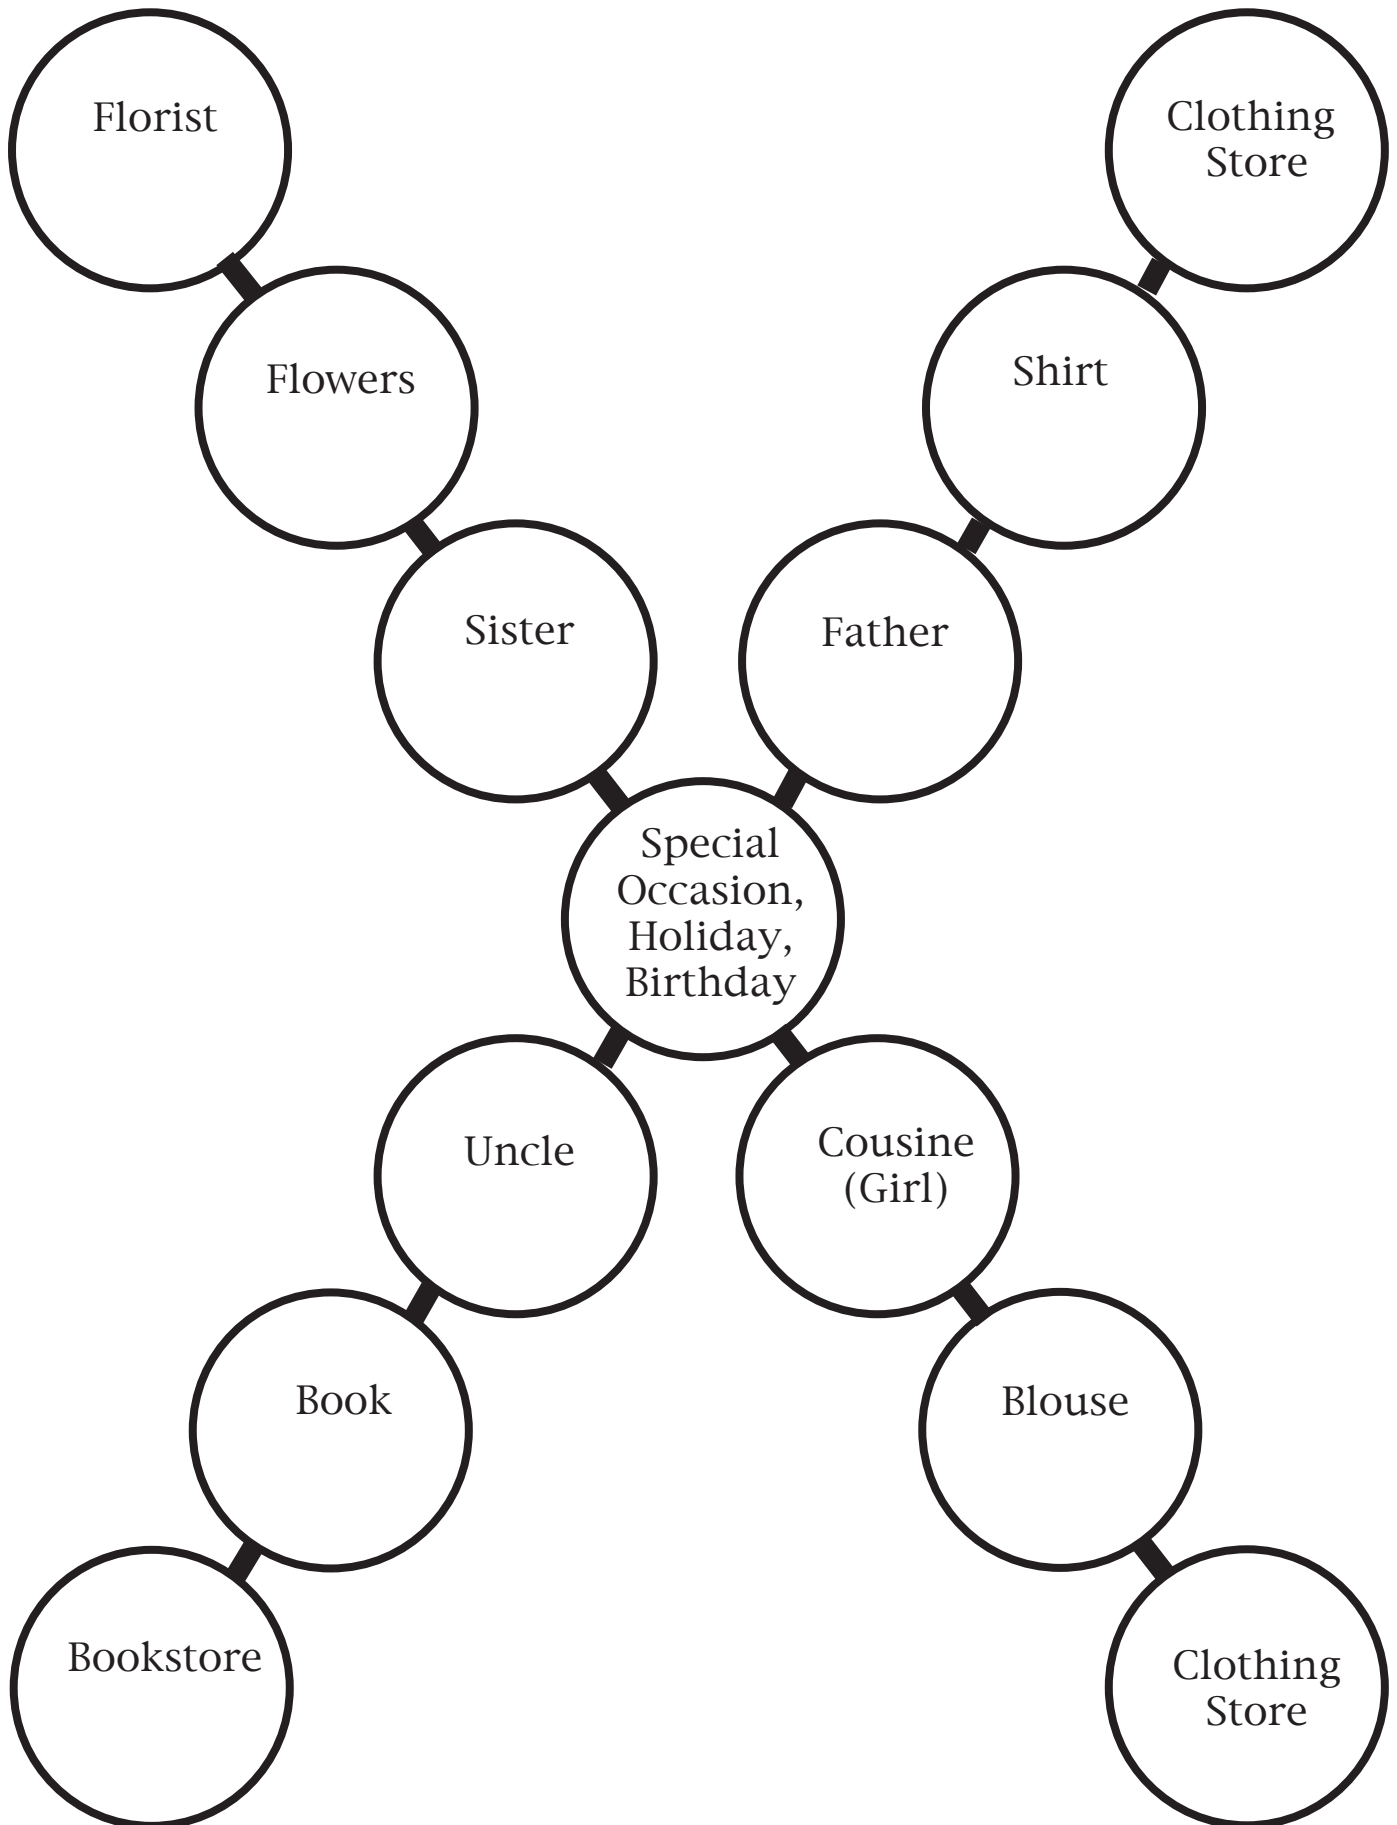 Florist
Clothing
Store
Flowers
Shirt
Sister
Father
Special
Occasion,
Holiday,
Birthday
Uncle
Cousine
(Girl)
Book
Blouse
Bookstore
Clothing
Store